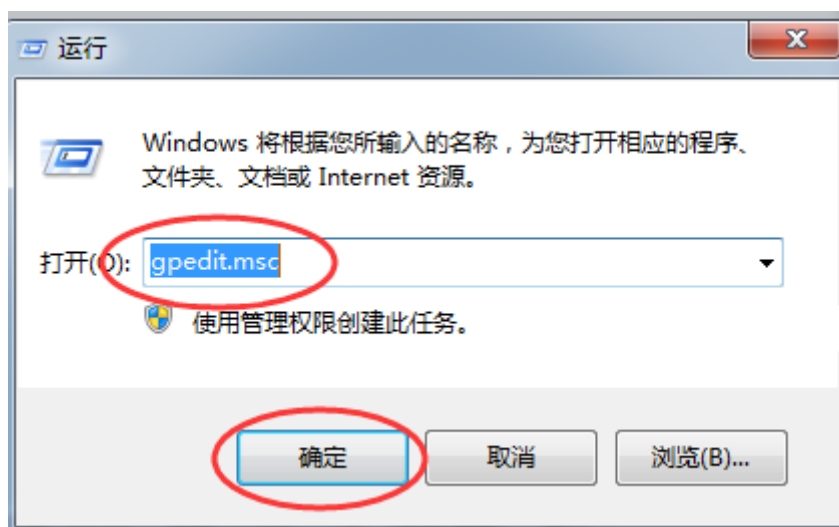 运行
Windows 将根据您所输入的名称，为您打开相应的程序、
文件夹、文档或 Internet 资源。
打开(O): gpedit.msc
使用管理权限创建此任务。
确定 取消 浏览(B)...